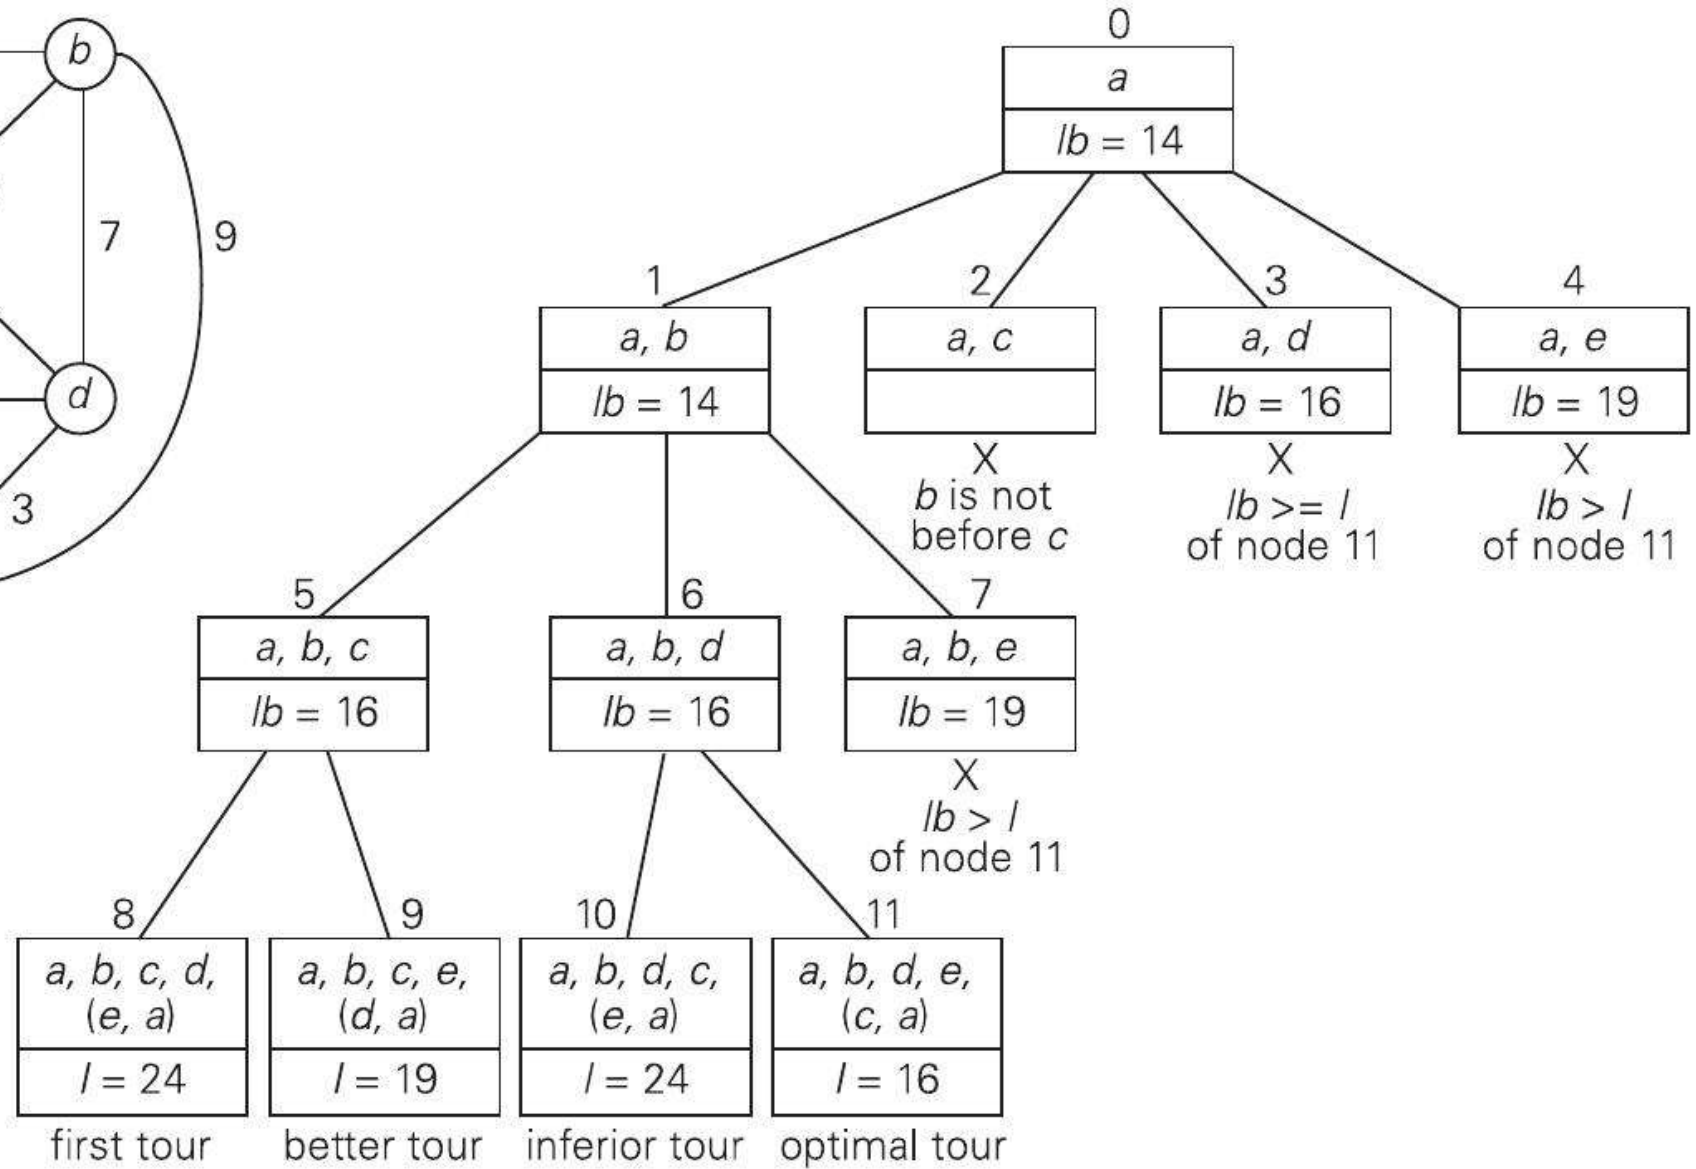 b
7
9
d
3
0
a
lb = 14
1
a, b
lb = 14
2
a, c
X
b is not
before c
3
a, d
lb = 16
X
lb >= l
of node 11
4
a, e
lb = 19
X
lb > l
of node 11
5
a, b, c
lb = 16
6
a, b, d
lb = 16
7
a, b, e
lb = 19
X
lb > l
of node 11
8
a, b, c, d,
(e, a)
l = 24
first tour
9
a, b, c, e,
(d, a)
l = 19
better tour
10
a, b, d, c,
(e, a)
l = 24
inferior tour
11
a, b, d, e,
(c, a)
l = 16
optimal tour